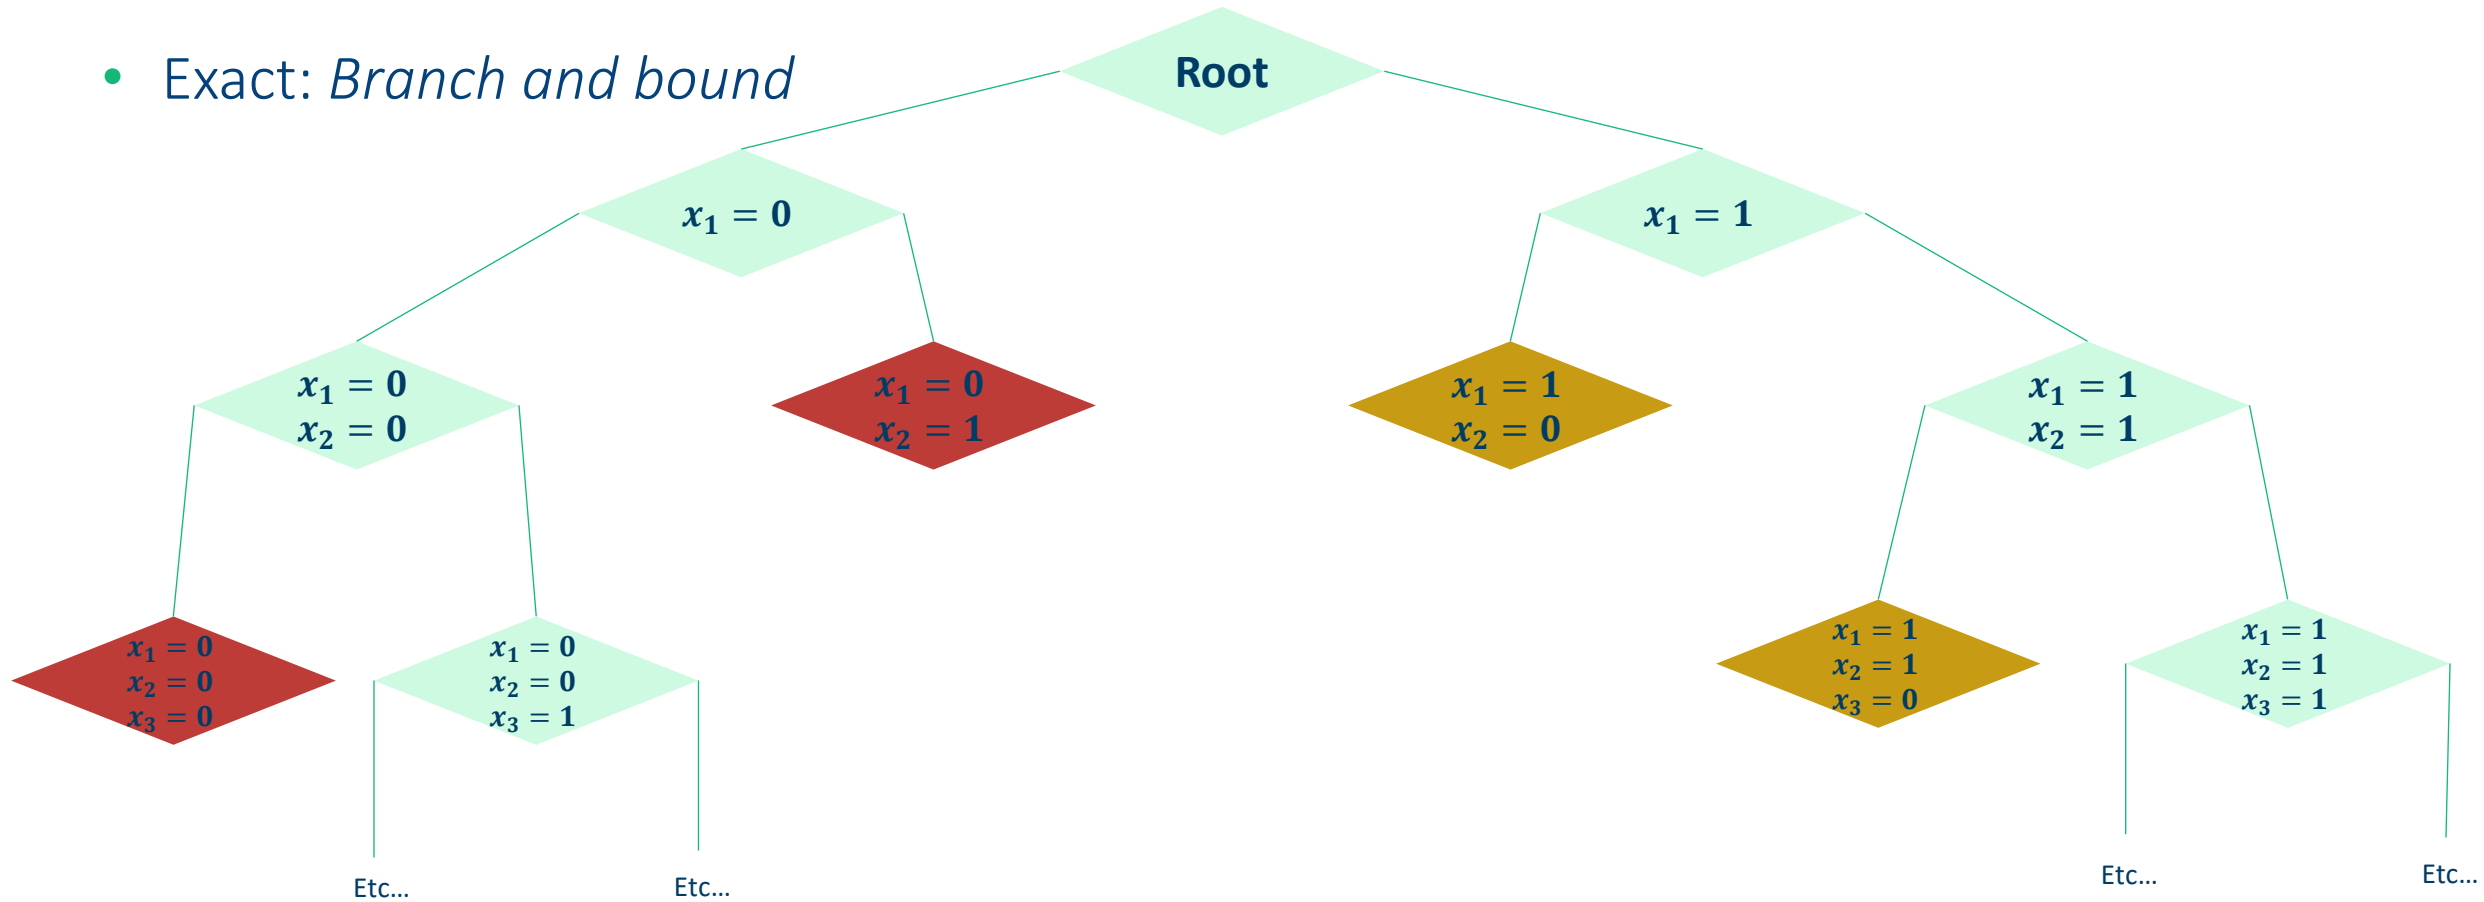 • Exact: Branch and bound
Root
x₁ = 0
x₁ = 1
x₁ = 0
x₂ = 0
x₁ = 0
x₂ = 1
x₁ = 1
x₂ = 0
x₁ = 1
x₂ = 1
x₁ = 0
x₂ = 0
x₃ = 0
x₁ = 0
x₂ = 0
x₃ = 1
x₁ = 1
x₂ = 1
x₃ = 0
x₁ = 1
x₂ = 1
x₃ = 1
Etc...
Etc...
Etc...
Etc...